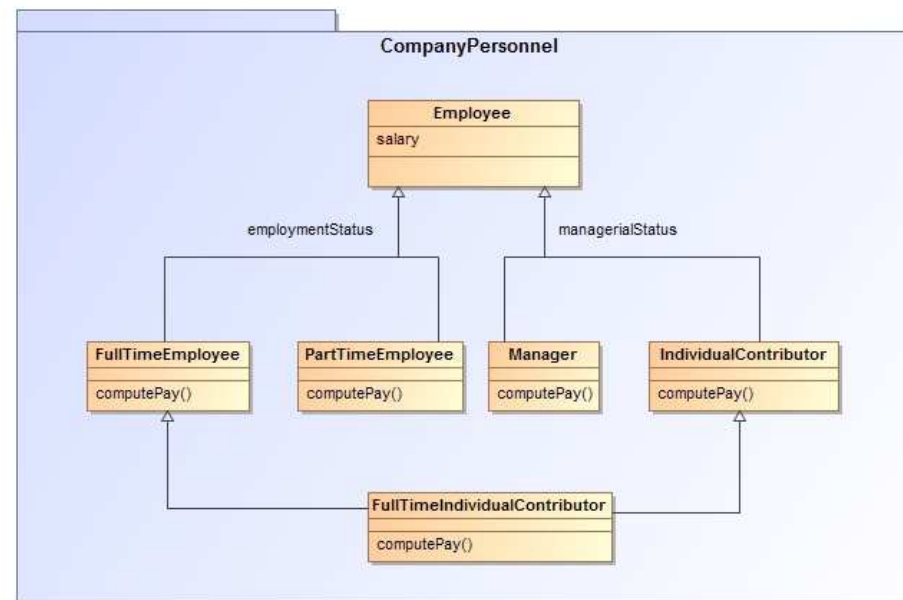 CompanyPersonnel
Employee
salary
employmentStatus
managerialStatus
FullTimeEmployee
computePay()
PartTimeEmployee
computePay()
Manager
computePay()
IndividualContributor
computePay()
FullTimeIndividualContributor
computePay()